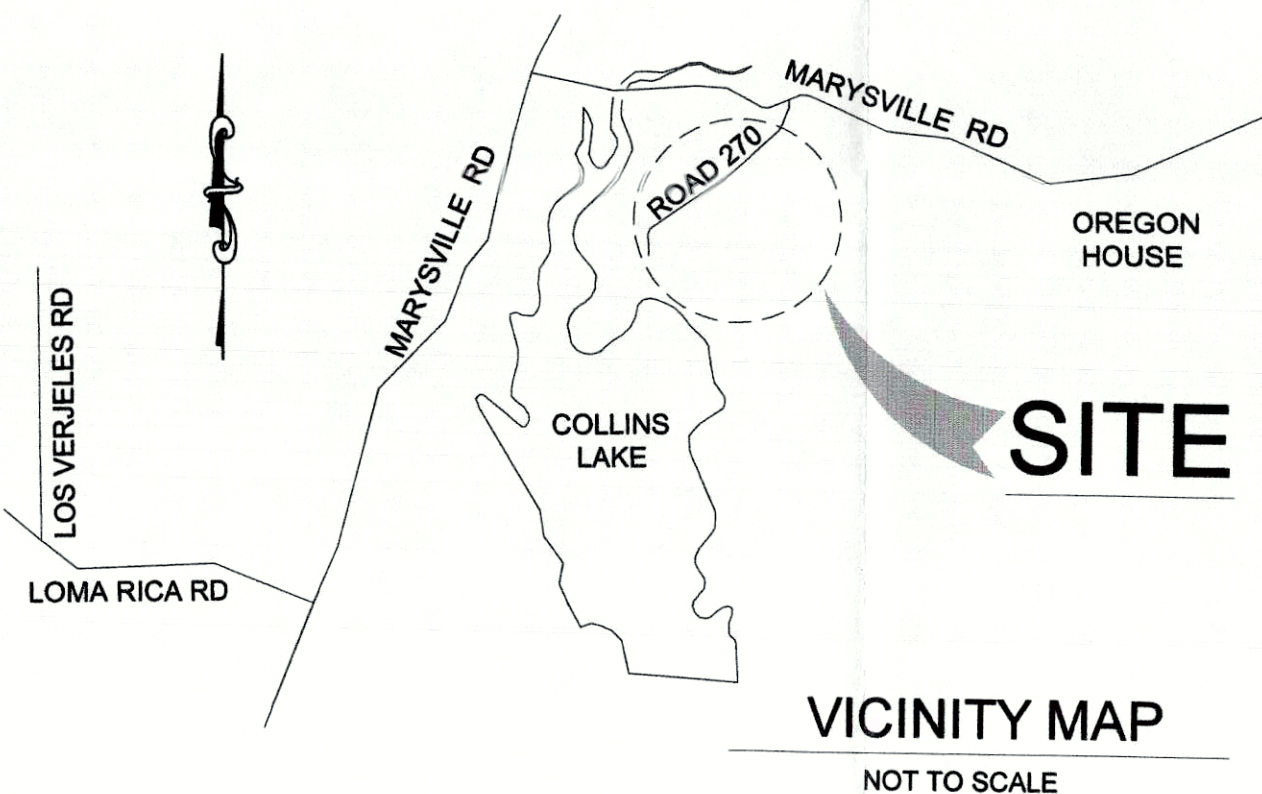 MARYSVILLE RD
MARYSVILLE RD
ROAD 270
OREGON
HOUSE
LOS VERJELES RD
COLLINS
LAKE
SITE
LOMA RICA RD
VICINITY MAP
NOT TO SCALE